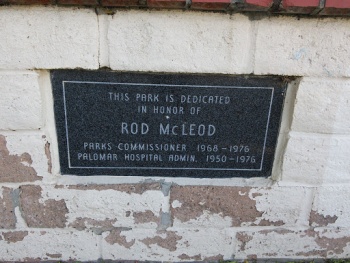 THIS PARK IS DEDICATED
IN HONOR OF
ROD McLEOD
PARKS COMMISSIONER 1968-1976
PALOMAR HOSPITAL ADMIN. 1950-1976